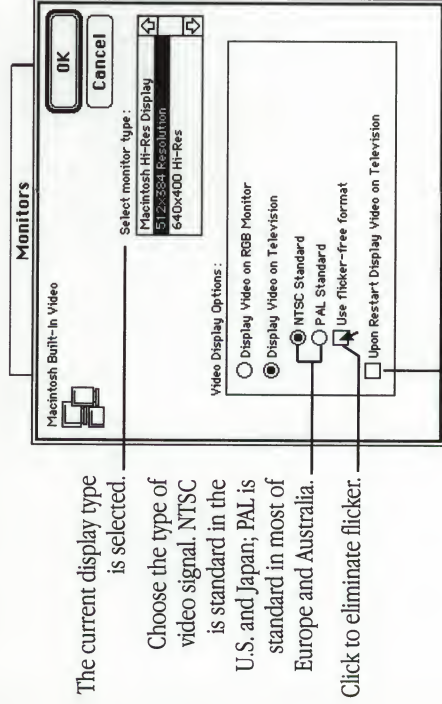 Monitors
Macintosh Built-In Video
OK
Cancel
Select monitor type:
Macintosh Hi-Res Display
512x384 Resolution
640x400 Hi-Res
Video Display Options:
Display Video on RGB Monitor
Display Video on Television
NTSC Standard
PAL Standard
Use flicker-free format
Upon Restart Display Video on Television
The current display type
is selected.
Choose the type of
video signal. NTSC
is standard in the
U.S. and Japan; PAL is
standard in most of
Europe and Australia.
Click to eliminate flicker.